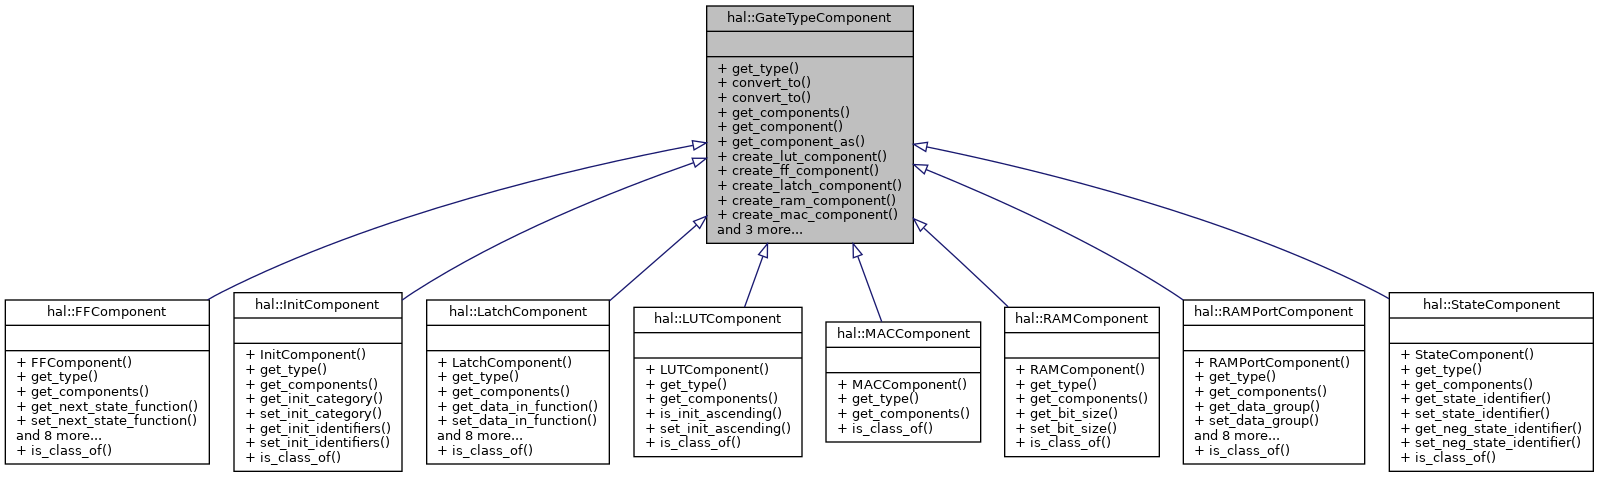 hal::GateTypeComponent
+ get_type()
+ convert_to()
+ convert_to()
+ get_components()
+ get_component()
+ get_component_as()
+ create_lut_component()
+ create_ff_component()
+ create_latch_component()
+ create_ram_component()
+ create_mac_component()
and 3 more...
hal::FFComponent
+ FFComponent()
+ get_type()
+ get_components()
+ get_next_state_function()
+ set_next_state_function()
and 8 more...
+ is_class_of()
hal::InitComponent
+ InitComponent()
+ get_type()
+ get_components()
+ get_init_category()
+ set_init_category()
+ get_init_identifiers()
+ set_init_identifiers()
+ is_class_of()
hal::LatchComponent
+ LatchComponent()
+ get_type()
+ get_components()
+ get_data_in_function()
+ set_data_in_function()
and 8 more...
+ is_class_of()
hal::LUTComponent
+ LUTComponent()
+ get_type()
+ get_components()
+ is_init_ascending()
+ set_init_ascending()
+ is_class_of()
hal::MACComponent
+ MACComponent()
+ get_type()
+ get_components()
+ is_class_of()
hal::RAMComponent
+ RAMComponent()
+ get_type()
+ get_components()
+ get_bit_size()
+ set_bit_size()
+ is_class_of()
hal::RAMPortComponent
+ RAMPortComponent()
+ get_type()
+ get_components()
+ get_data_group()
+ set_data_group()
and 8 more...
+ is_class_of()
hal::StateComponent
+ StateComponent()
+ get_type()
+ get_components()
+ get_state_identifier()
+ set_state_identifier()
+ get_neg_state_identifier()
+ set_neg_state_identifier()
+ is_class_of()